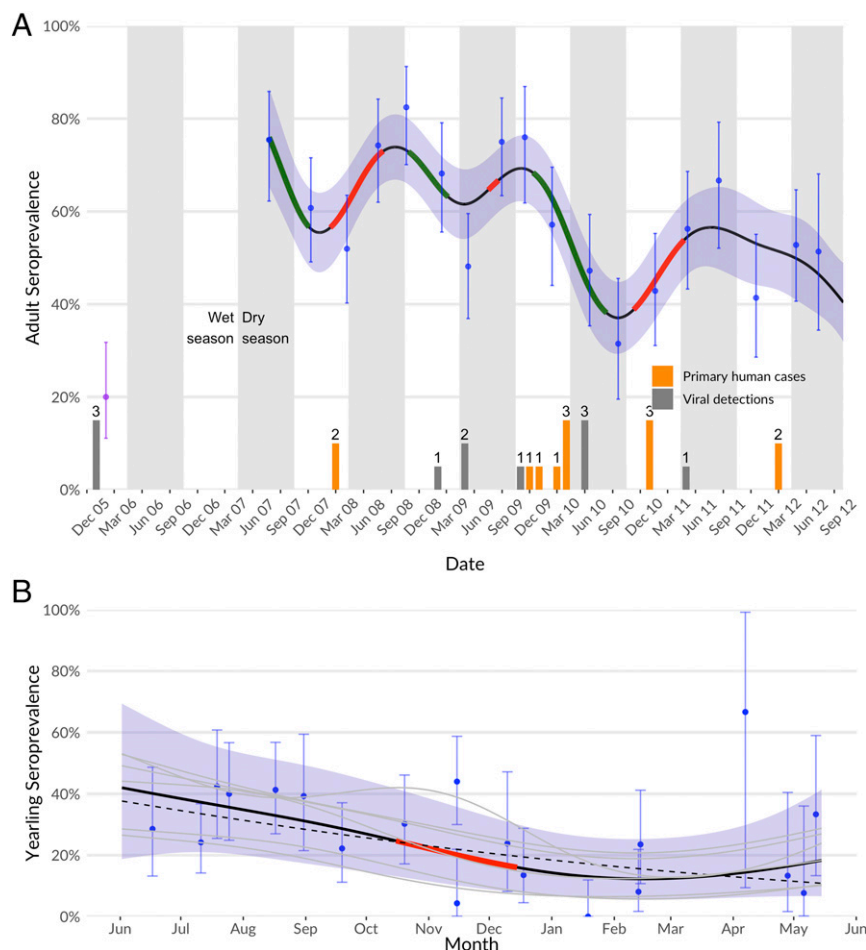 A
100%
80%
60%
40%
20%
0%
Adult Seroprevalence
Wet season
Dry season
Primary human cases
Viral detections
3
2
1
2
1
1
1
1
3
3
3
1
2
Dec 05
Mar 06
Jun 06
Sep 06
Dec 06
Mar 07
Jun 07
Sep 07
Dec 07
Mar 08
Jun 08
Sep 08
Dec 08
Mar 09
Jun 09
Sep 09
Dec 09
Mar 10
Jun 10
Sep 10
Dec 10
Mar 11
Jun 11
Sep 11
Dec 11
Mar 12
Jun 12
Sep 12
Date
B
100%
80%
60%
40%
20%
0%
Yearling Seroprevalence
Jun
Jul
Aug
Sep
Oct
Nov
Dec
Jan
Feb
Mar
Apr
May
Jun
Month